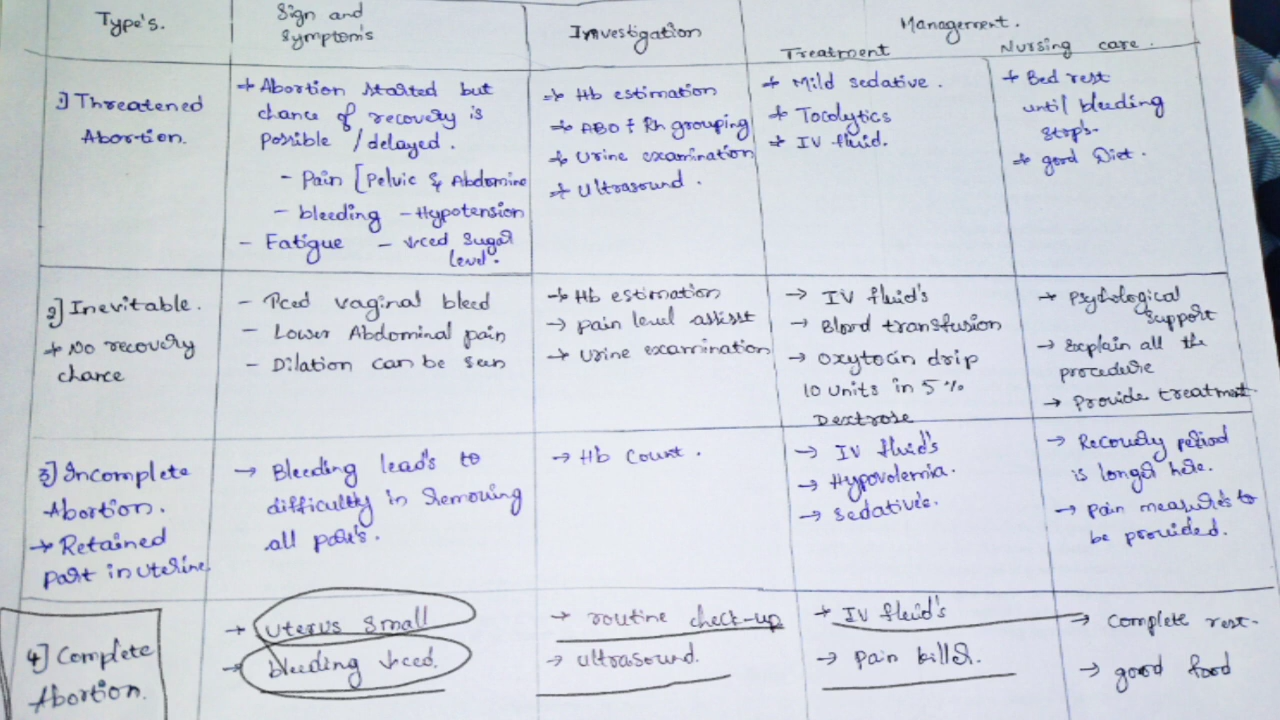 Type's.
Sign and
Symptom's
Investigation
Management.
Treatment
Nursing care.
1) Threatened
Abortion.
→ Abortion started but
chance of recovery is
possible / delayed.
- Pain [Pelvic & Abdomine
- bleeding - Hypotension
- Fatigue - ↓ced Sugar
level.
→ Hb estimation
→ ABO & Rh grouping
→ Urine examination
→ Ultrasound.
→ Mild sedative.
→ Tocolytics
→ IV fluid.
→ Bed rest
until bleeding
stop's.
→ good Diet.
2] Inevitable.
→ No recovery
chance
- ↑ced vaginal bleed
- Lower Abdominal pain
- Dilation can be seen
→ Hb estimation
→ pain level assist
→ Urine examination
→ IV fluid's
→ Blood transfusion
→ Oxytocin drip
10 units in 5%
Dextrose
→ Psychological
support
→ Explain all the
procedure
→ Provide treatment.
3] Incomplete
Abortion.
→ Retained
part in uterine.
→ Bleeding lead's to
difficulty in removing
all part's.
→ Hb count.
→ IV fluid's
→ Hypovolemia.
→ sedative's.
→ Recovery period
is longer here.
→ pain measure's to
be provided.
4] Complete
Abortion.
→ uterus small
→ bleeding ↓ced.
→ routine check-up
→ ultrasound.
→ IV fluid's
→ pain killer.
→ complete rest.
→ good food